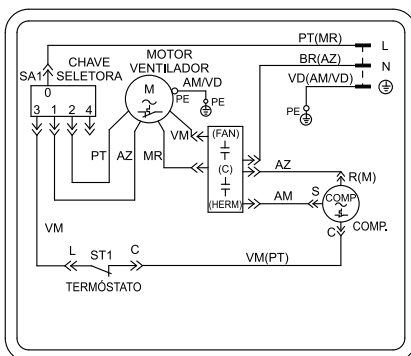 PT(MR)
L
BR(AZ)
N
VD(AM/VD)
PE
SA1
CHAVE
SELETORA
0
3 1 2 4
MOTOR
VENTILADOR
M
AM/VD
PE
PE
VM
PT
AZ
MR
(FAN)
(C)
(HERM)
AZ
R(M)
AM
S
COMP
COMP.
C
VM
L
ST1
C
VM(PT)
TERMÓSTATO